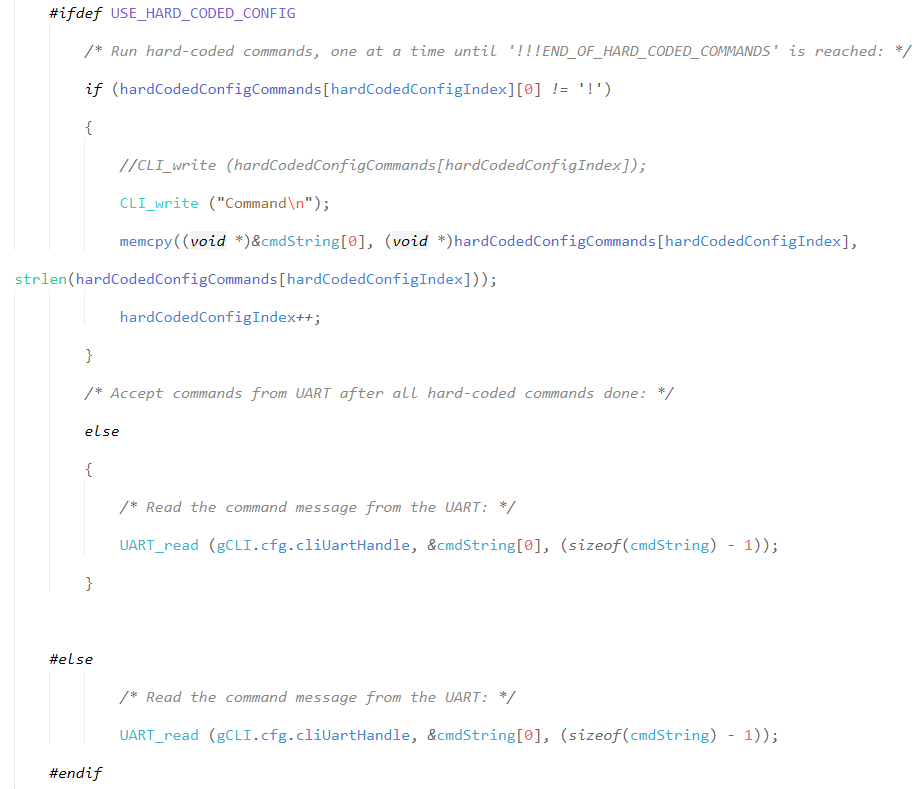 #ifdef USE_HARD_CODED_CONFIG
/* Run hard-coded commands, one at a time until '!!!END_OF_HARD_CODED_COMMANDS' is reached: */
if (hardCodedConfigCommands[hardCodedConfigIndex][0] != '!')
{
//CLI_write (hardCodedConfigCommands[hardCodedConfigIndex]);
CLI_write ("Command\n");
memcpy((void *)&cmdString[0], (void *)hardCodedConfigCommands[hardCodedConfigIndex],
strlen(hardCodedConfigCommands[hardCodedConfigIndex]));
hardCodedConfigIndex++;
}
/* Accept commands from UART after all hard-coded commands done: */
else
{
/* Read the command message from the UART: */
UART_read (gCLI.cfg.cliUartHandle, &cmdString[0], (sizeof(cmdString) - 1));
}
#else
/* Read the command message from the UART: */
UART_read (gCLI.cfg.cliUartHandle, &cmdString[0], (sizeof(cmdString) - 1));
#endif